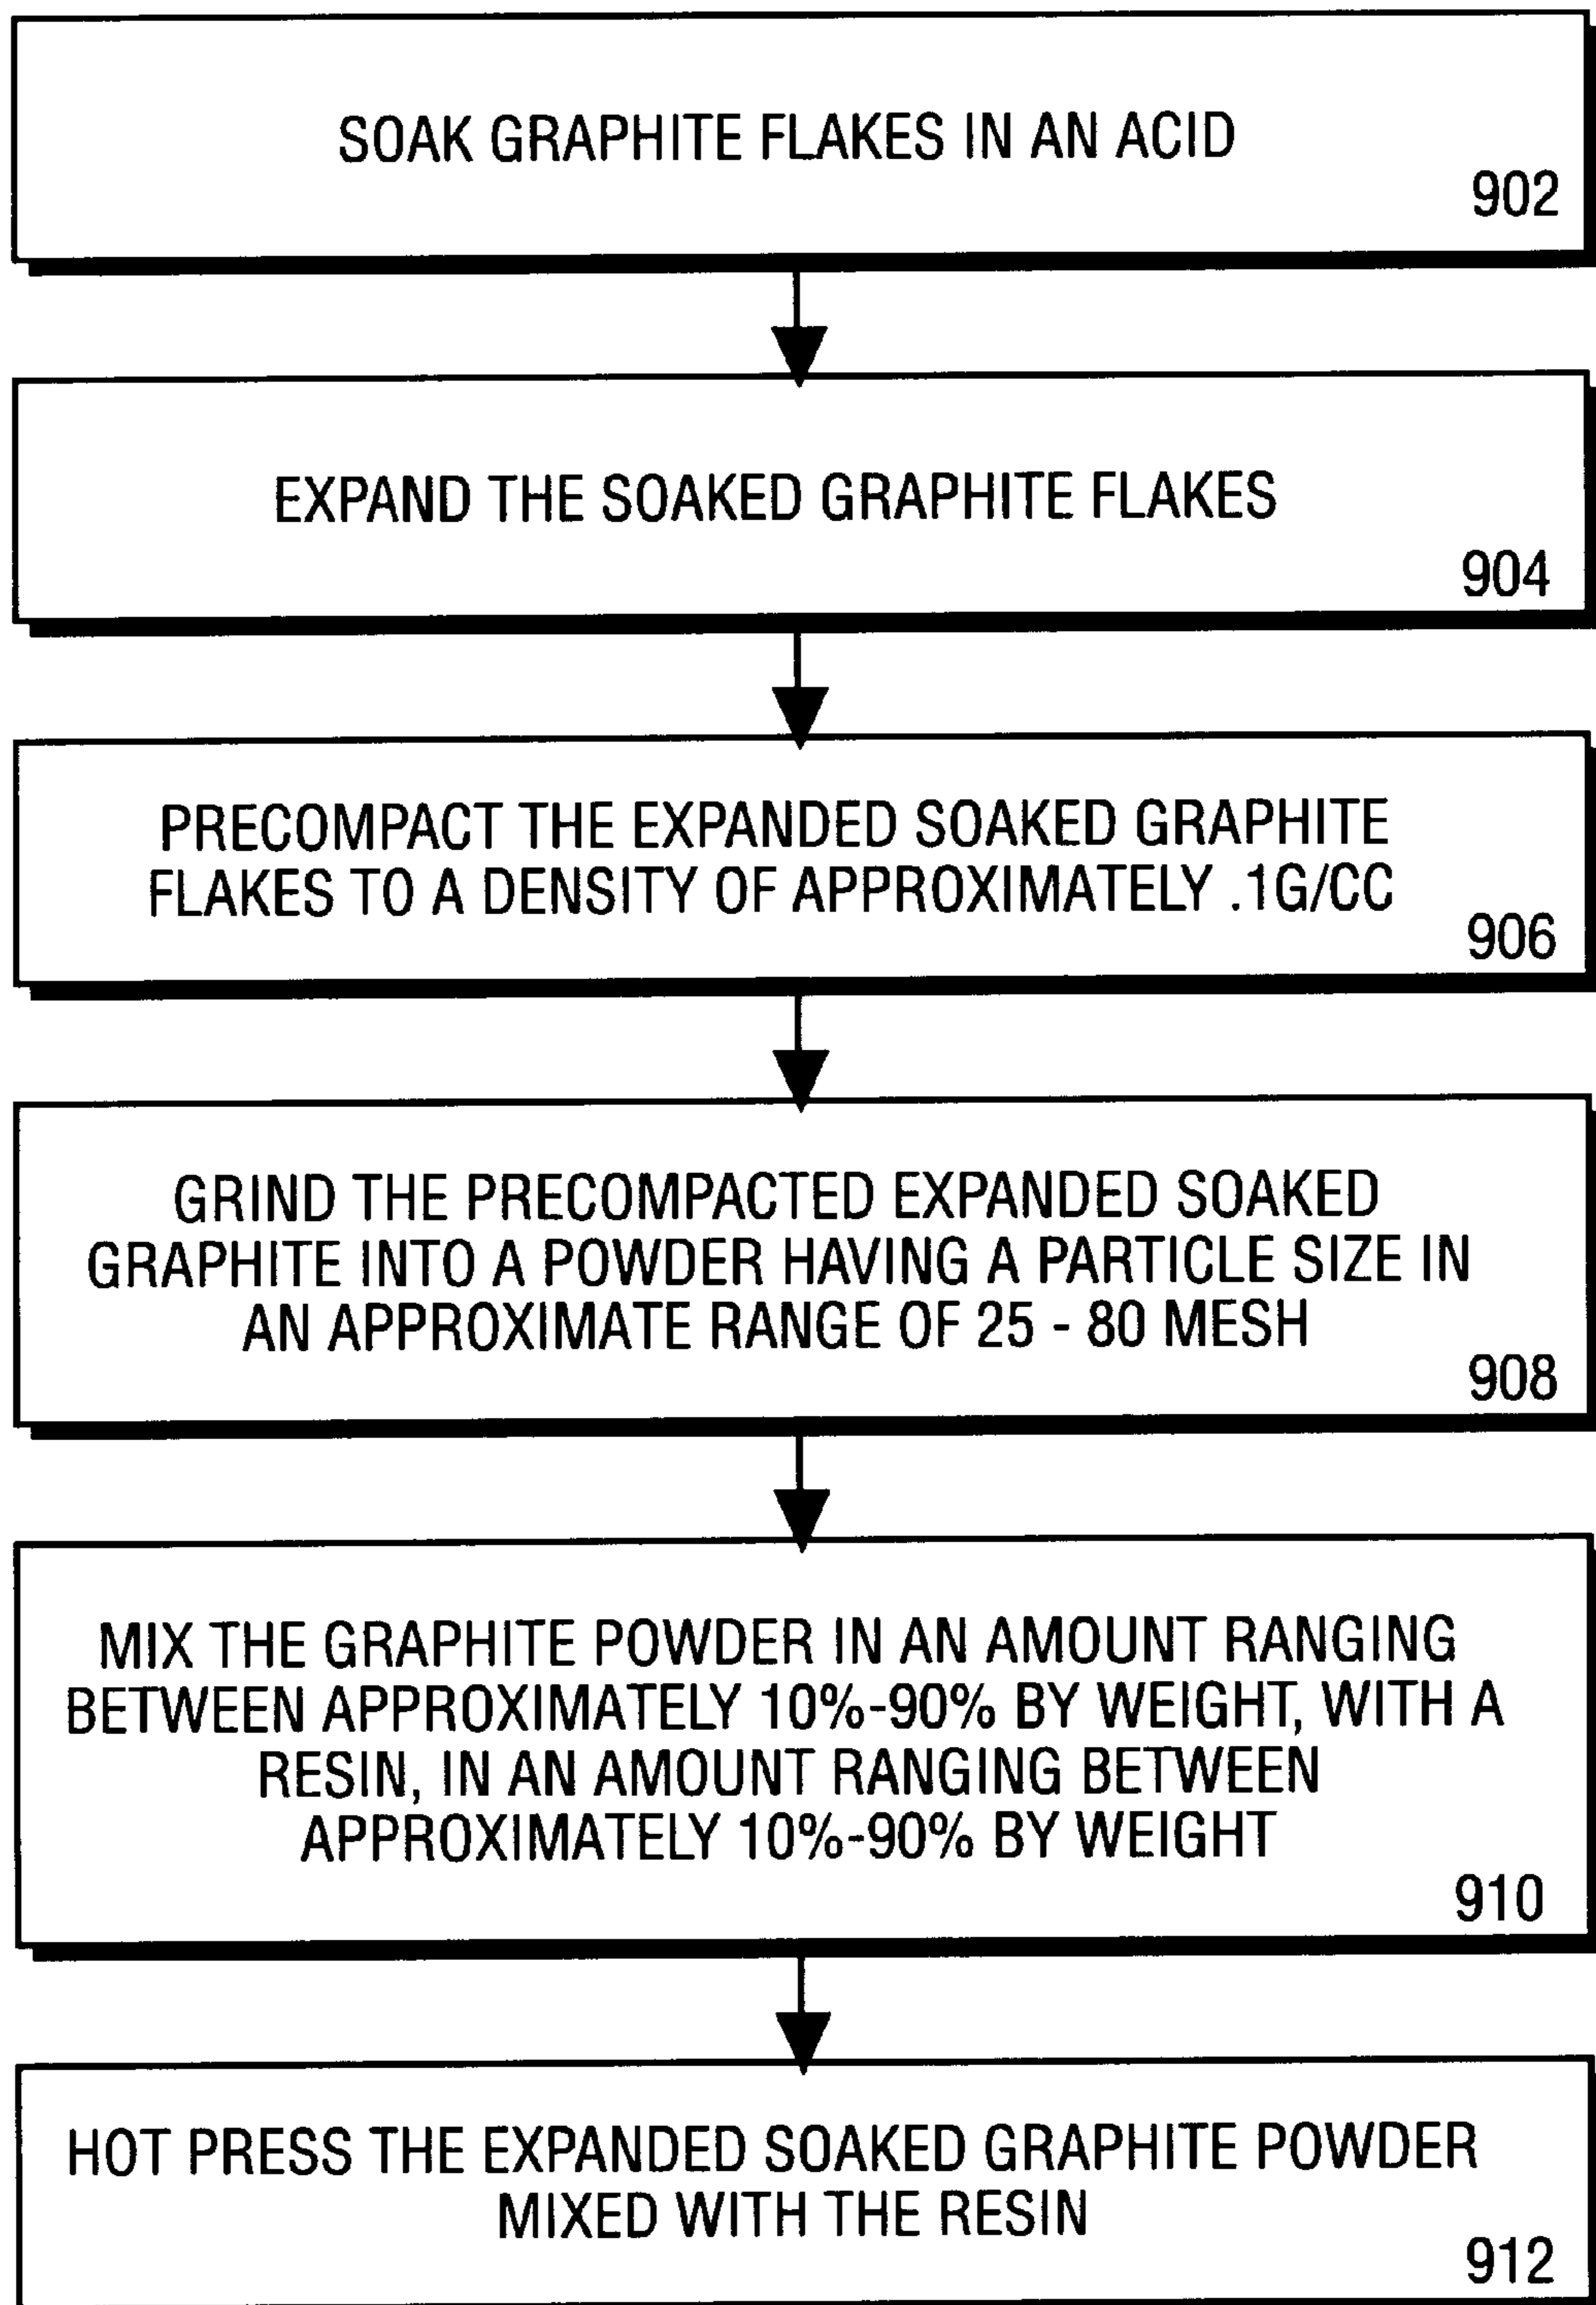 SOAK GRAPHITE FLAKES IN AN ACID
902
EXPAND THE SOAKED GRAPHITE FLAKES
904
PRECOMPACT THE EXPANDED SOAKED GRAPHITE
FLAKES TO A DENSITY OF APPROXIMATELY .1G/CC
906
GRIND THE PRECOMPACTED EXPANDED SOAKED
GRAPHITE INTO A POWDER HAVING A PARTICLE SIZE IN
AN APPROXIMATE RANGE OF 25 - 80 MESH
908
MIX THE GRAPHITE POWDER IN AN AMOUNT RANGING
BETWEEN APPROXIMATELY 10%-90% BY WEIGHT, WITH A
RESIN, IN AN AMOUNT RANGING BETWEEN
APPROXIMATELY 10%-90% BY WEIGHT
910
HOT PRESS THE EXPANDED SOAKED GRAPHITE POWDER
MIXED WITH THE RESIN
912